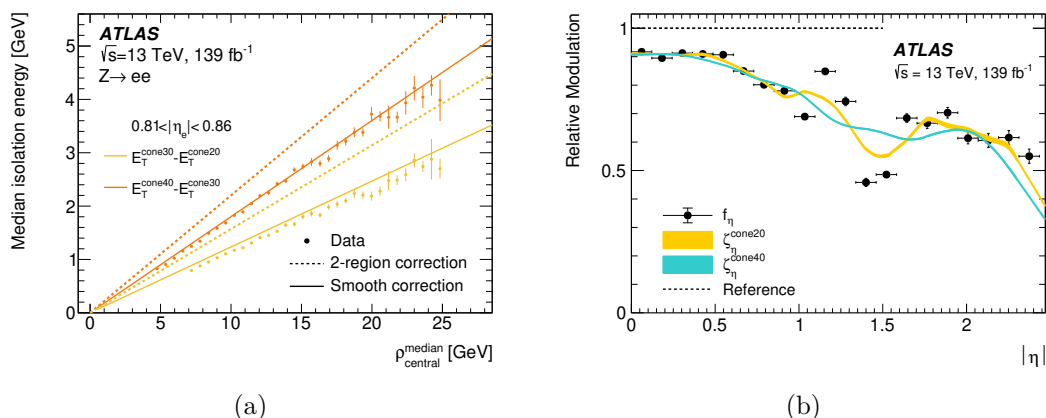 ATLAS
√s=13 TeV, 139 fb⁻¹
Z→ ee
0.81<|η_e|<0.86
E_T^cone30-E_T^cone20
E_T^cone40-E_T^cone30
Data
2-region correction
Smooth correction
Median isolation energy [GeV]
5
4
3
2
1
0
0 5 10 15 20 25
ρ_central^median [GeV]
(a)
ATLAS
√s = 13 TeV, 139 fb⁻¹
f_η
ζ_η^cone20
ζ_η^cone40
Reference
Relative Modulation
1
0.5
0
0 0.5 1 1.5 2
|η|
(b)